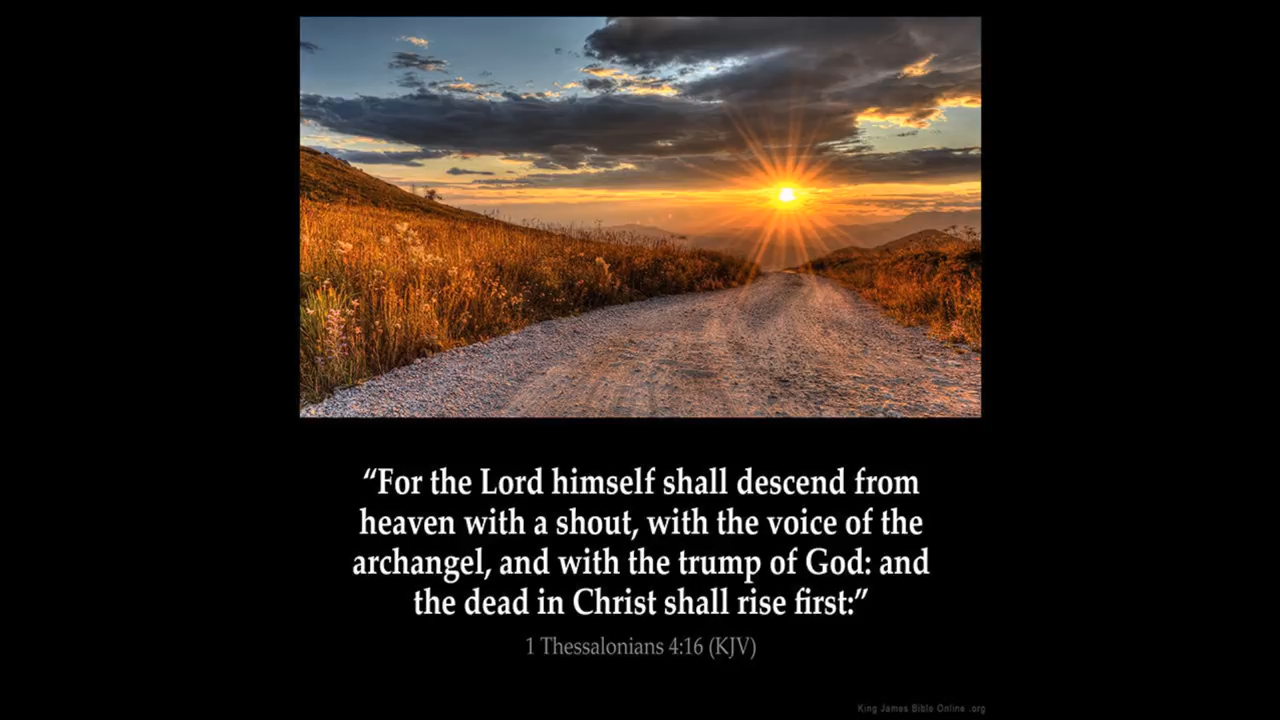 “For the Lord himself shall descend from
heaven with a shout, with the voice of the
archangel, and with the trump of God: and
the dead in Christ shall rise first:”
1 Thessalonians 4:16 (KJV)
King James Bible Online .org